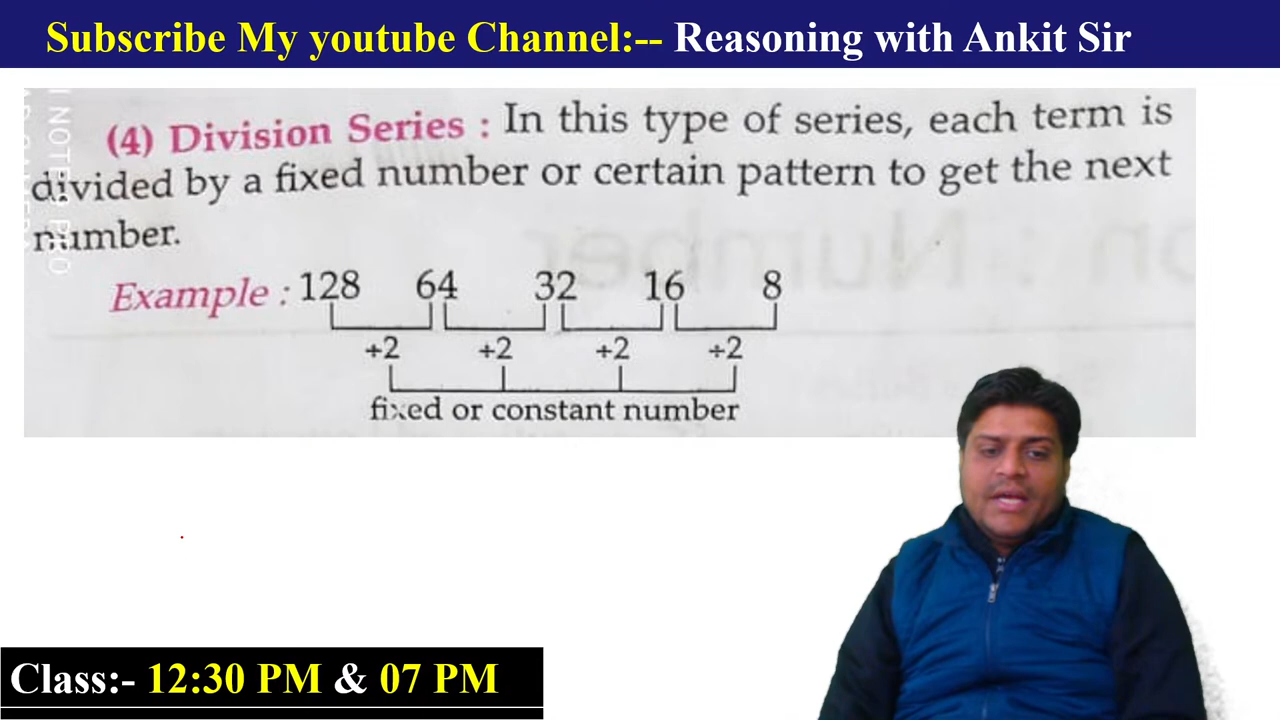 Subscribe My youtube Channel:-- Reasoning with Ankit Sir
(4) Division Series : In this type of series, each term is
divided by a fixed number or certain pattern to get the next
number.
Example : 128 64 32 16 8
÷2 ÷2 ÷2 ÷2
fixed or constant number
Class:- 12:30 PM & 07 PM